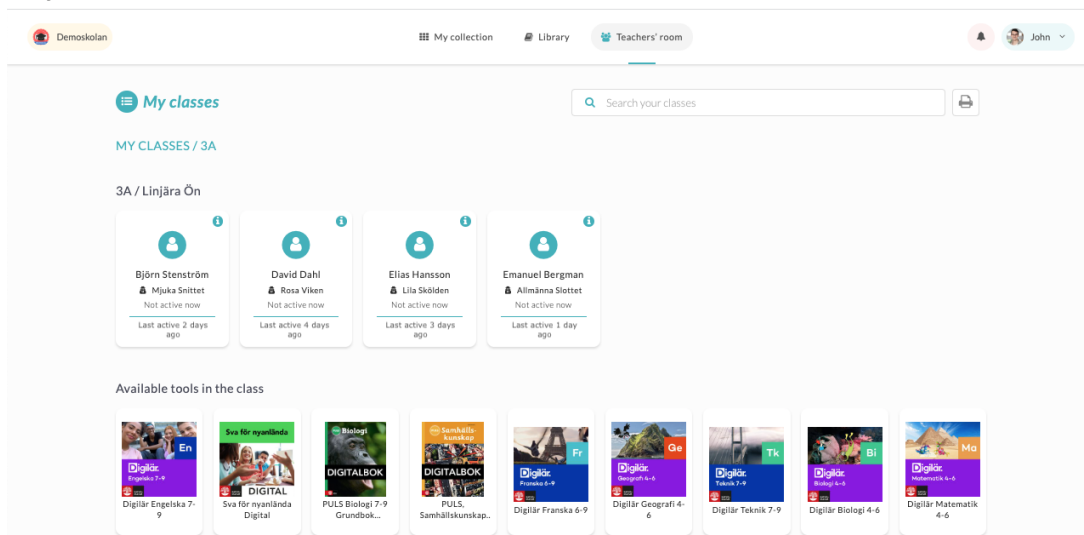 Demoskolan
My collection
Library
Teachers' room
John
My classes
Search your classes
MY CLASSES / 3A
3A / Linjära Ön
Björn Stenström
Mjuka Snittet
Not active now
Last active 2 days
ago
David Dahl
Rosa Viken
Not active now
Last active 4 days
ago
Elias Hansson
Lila Skölden
Not active now
Last active 3 days
ago
Emanuel Bergman
Allmänna Slottet
Not active now
Last active 1 day
ago
Available tools in the class
En
Digilär.
Engelska 7-9
Digilär Engelska 7-
9
Sva för nyanlända
DIGITAL
Sva för nyanlända
Digital
Biologi
DIGITALBOK
PULS Biologi 7-9
Grundbok...
Samhälls-
kunskap
DIGITALBOK
PULS,
Samhällskunskap..
Fr
Digilär.
Franska 6-9
Digilär Franska 6-9
Ge
Digilär.
Geografi 4-6
Digilär Geografi 4-
6
Tk
Digilär.
Teknik 7-9
Digilär Teknik 7-9
Bi
Digilär.
Biologi 4-6
Digilär Biologi 4-6
Ma
Digilär.
Matematik 4-6
Digilär Matematik
4-6